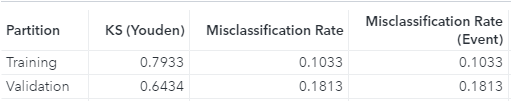 Partition KS (Youden) Misclassification Rate Misclassification Rate (Event)
Training 0.7933 0.1033 0.1033
Validation 0.6434 0.1813 0.1813